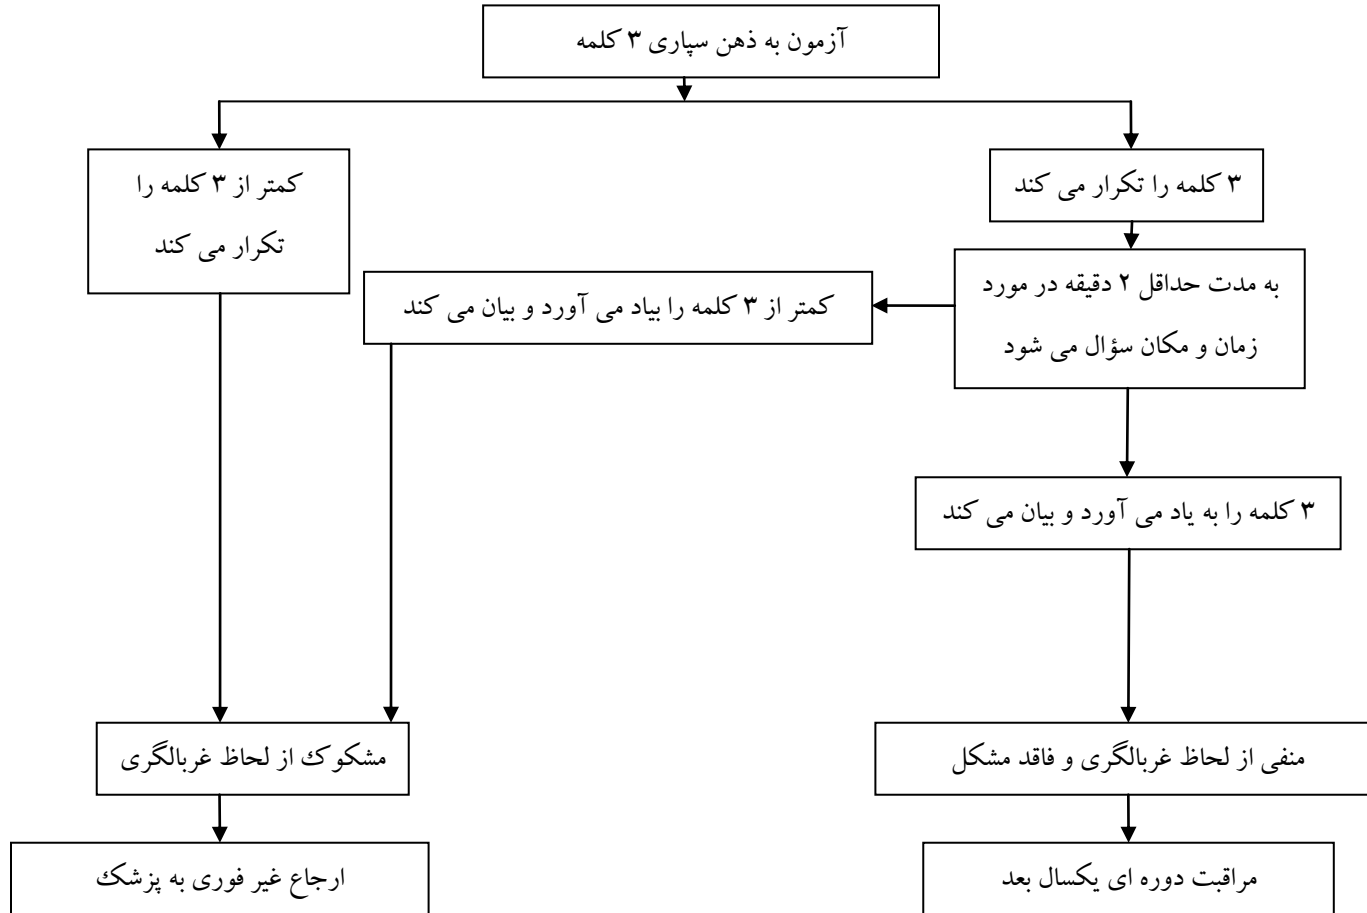 آزمون به ذهن سپاری ۳ کلمه
۳ کلمه را تکرار می کند
کمتر از ۳ کلمه را
تکرار می کند
به مدت حداقل ۲ دقیقه در مورد
زمان و مکان سؤال می شود
کمتر از ۳ کلمه را بیاد می آورد و بیان می کند
۳ کلمه را به یاد می آورد و بیان می کند
منفی از لحاظ غربالگری و فاقد مشکل
مشکوک از لحاظ غربالگری
مراقبت دوره ای یکسال بعد
ارجاع غیر فوری به پزشک